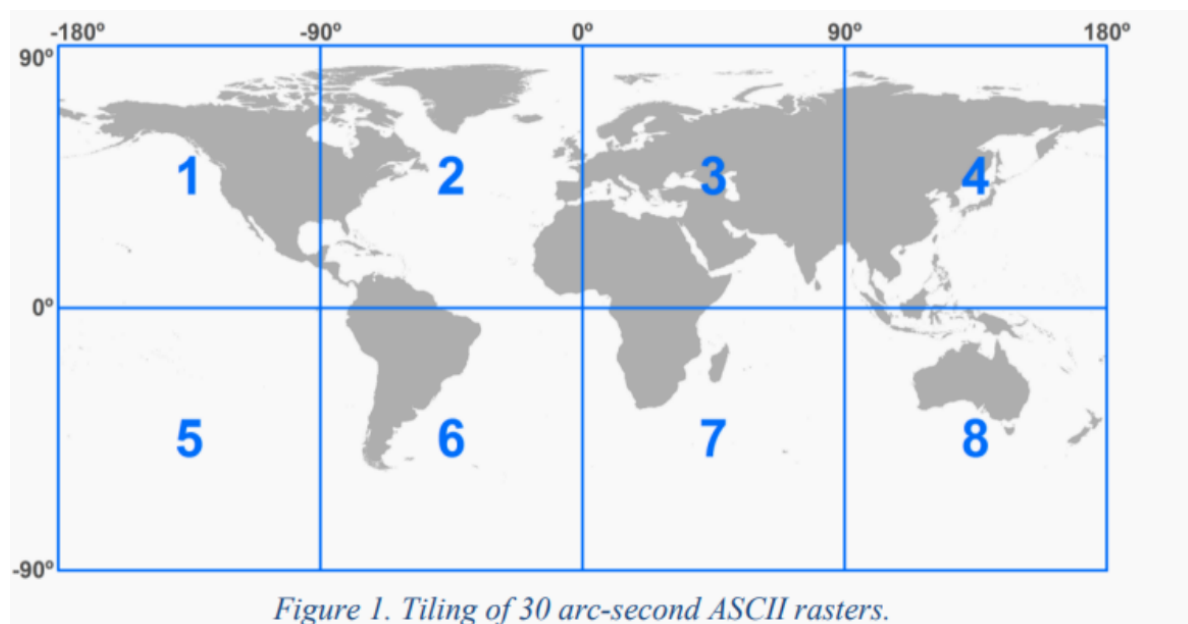 -180º -90º 0º 90º 180º
90º
1 2 3 4
0º
5 6 7 8
-90º
Figure 1. Tiling of 30 arc-second ASCII rasters.